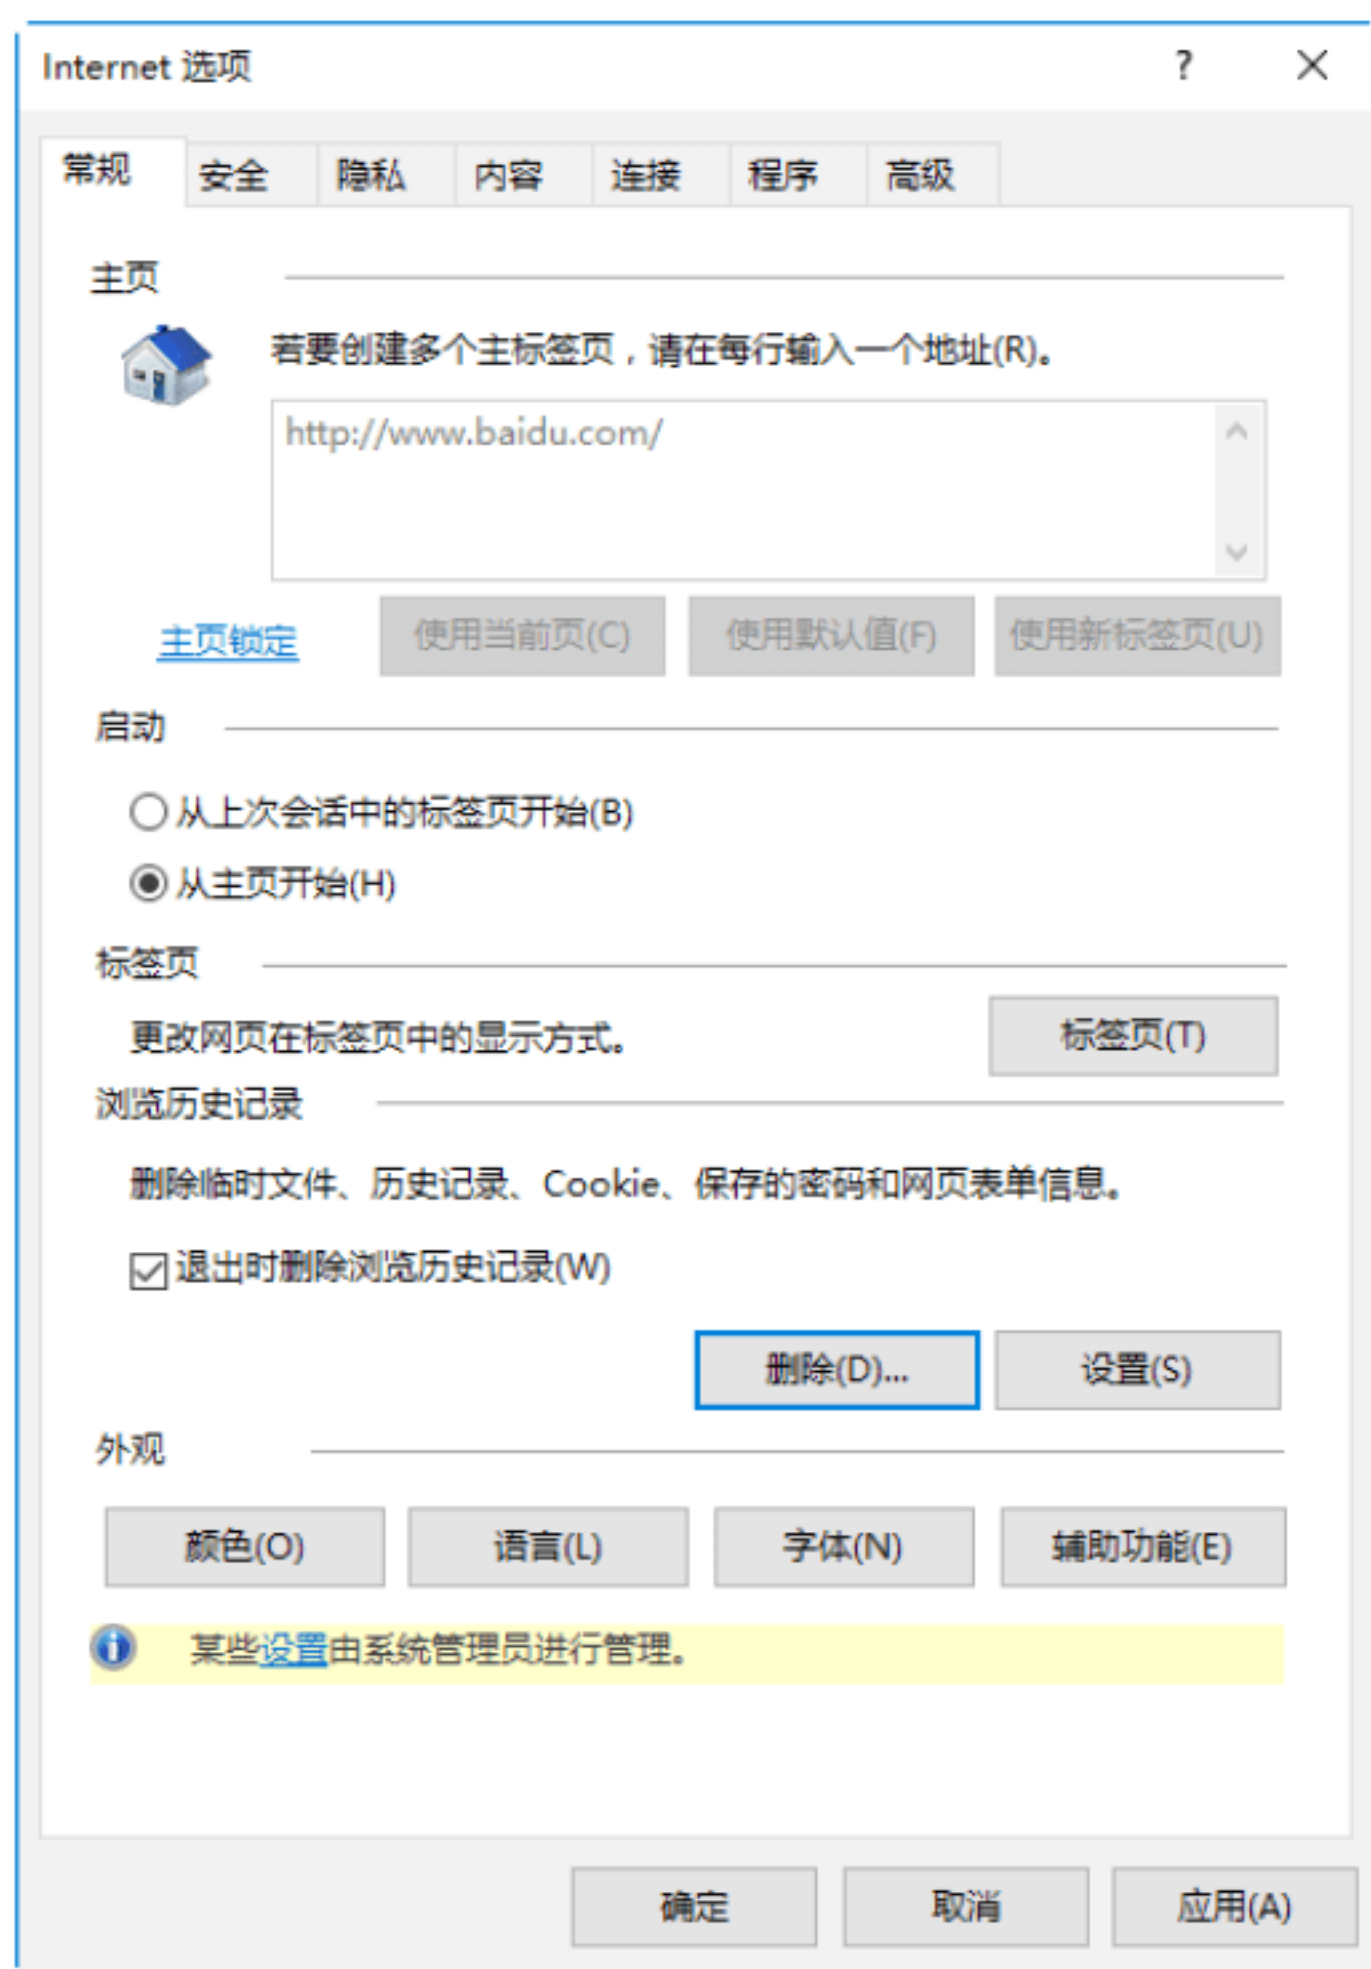 Internet 选项 ?
常规 安全 隐私 内容 连接 程序 高级
主页
若要创建多个主标签页，请在每行输入一个地址(R)。
http://www.baidu.com/
主页锁定 使用当前页(C) 使用默认值(F) 使用新标签页(U)
启动
从上次会话中的标签页开始(B)
从主页开始(H)
标签页
更改网页在标签页中的显示方式。 标签页(T)
浏览历史记录
删除临时文件、历史记录、Cookie、保存的密码和网页表单信息。
退出时删除浏览历史记录(W)
删除(D)... 设置(S)
外观
颜色(O) 语言(L) 字体(N) 辅助功能(E)
某些设置由系统管理员进行管理。
确定 取消 应用(A)